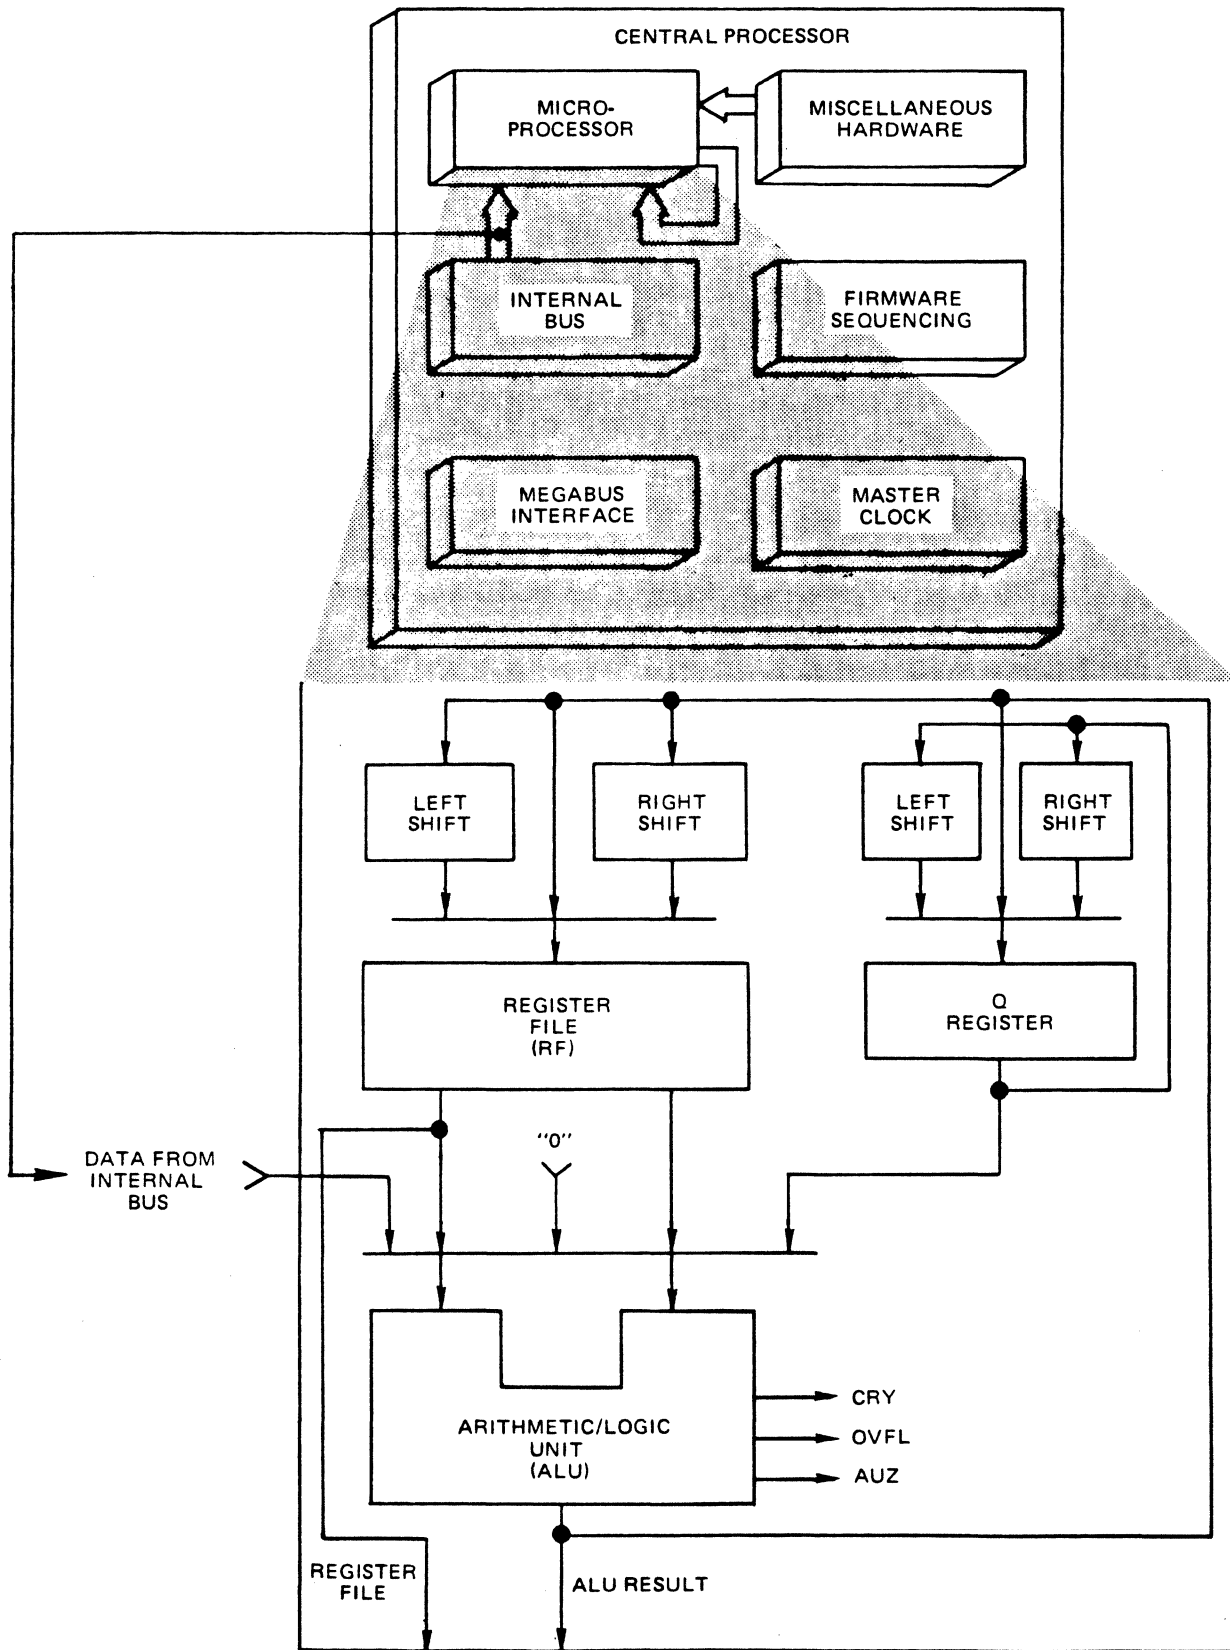 CENTRAL PROCESSOR
MICRO-
PROCESSOR
MISCELLANEOUS
HARDWARE
INTERNAL
BUS
FIRMWARE
SEQUENCING
MEGABUS
INTERFACE
MASTER
CLOCK
LEFT
SHIFT
RIGHT
SHIFT
LEFT
SHIFT
RIGHT
SHIFT
REGISTER
FILE
(RF)
Q
REGISTER
"0"
DATA FROM
INTERNAL
BUS
ARITHMETIC/LOGIC
UNIT
(ALU)
CRY
OVFL
AUZ
REGISTER
FILE
ALU RESULT